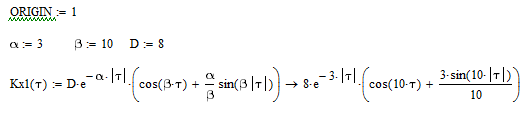 ORIGIN := 1
α := 3 β := 10 D := 8
Kx1(τ) := D·e^(-α·|τ|)·(cos(β·τ) + α/β sin(β|τ|)) → 8·e^(-3·|τ|)·(cos(10·τ) + 3·sin(10·|τ|)/10)